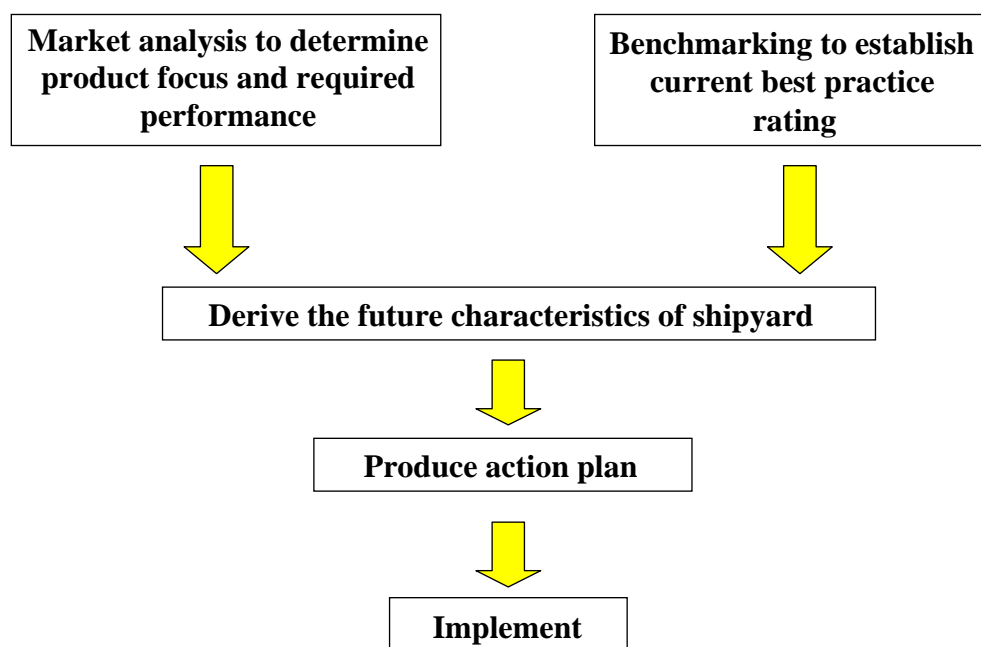 Market analysis to determine
product focus and required
performance
Benchmarking to establish
current best practice
rating
Derive the future characteristics of shipyard
Produce action plan
Implement